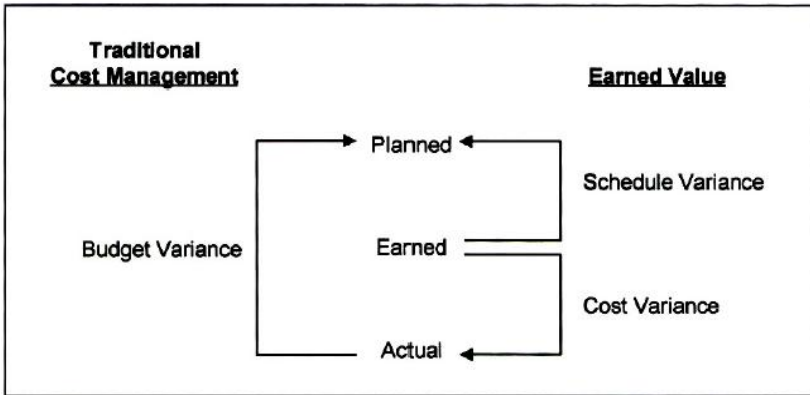 Traditional
Cost Management
Earned Value
Planned
Schedule Variance
Budget Variance
Earned
Cost Variance
Actual